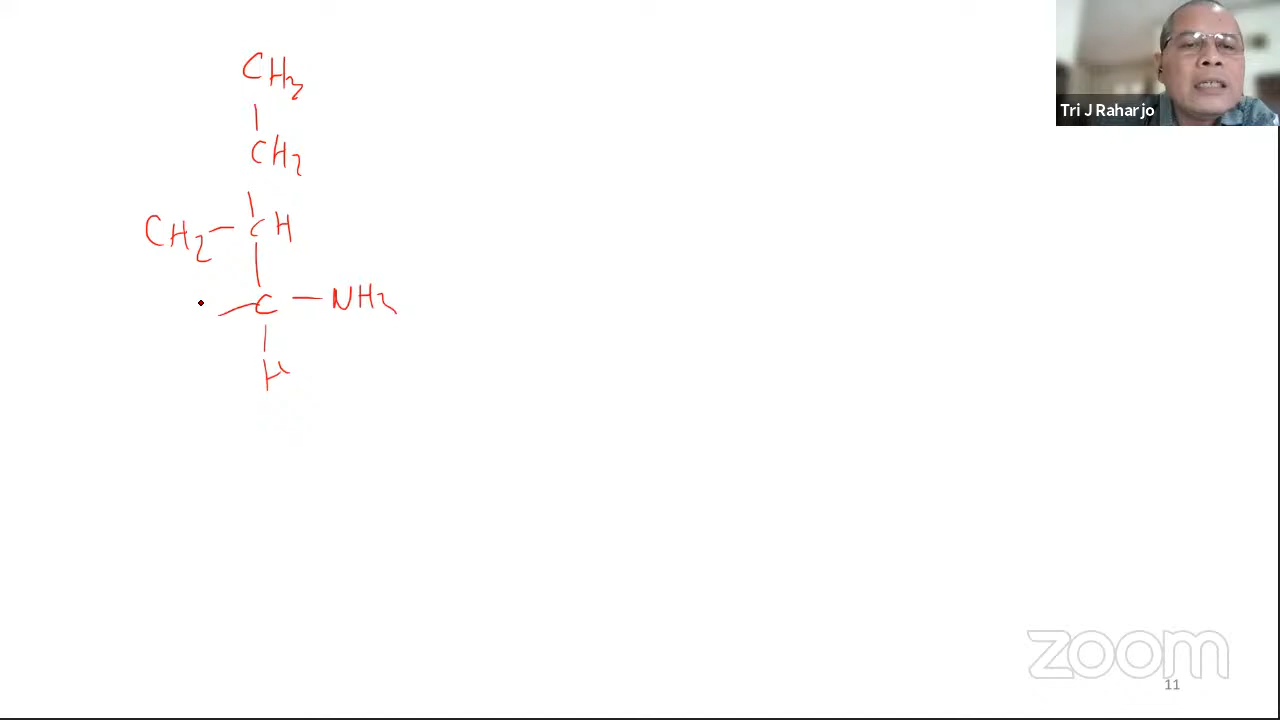 CH3
CH2
CH2-CH
C-NH2
H
Tri J Raharjo
zoom
11